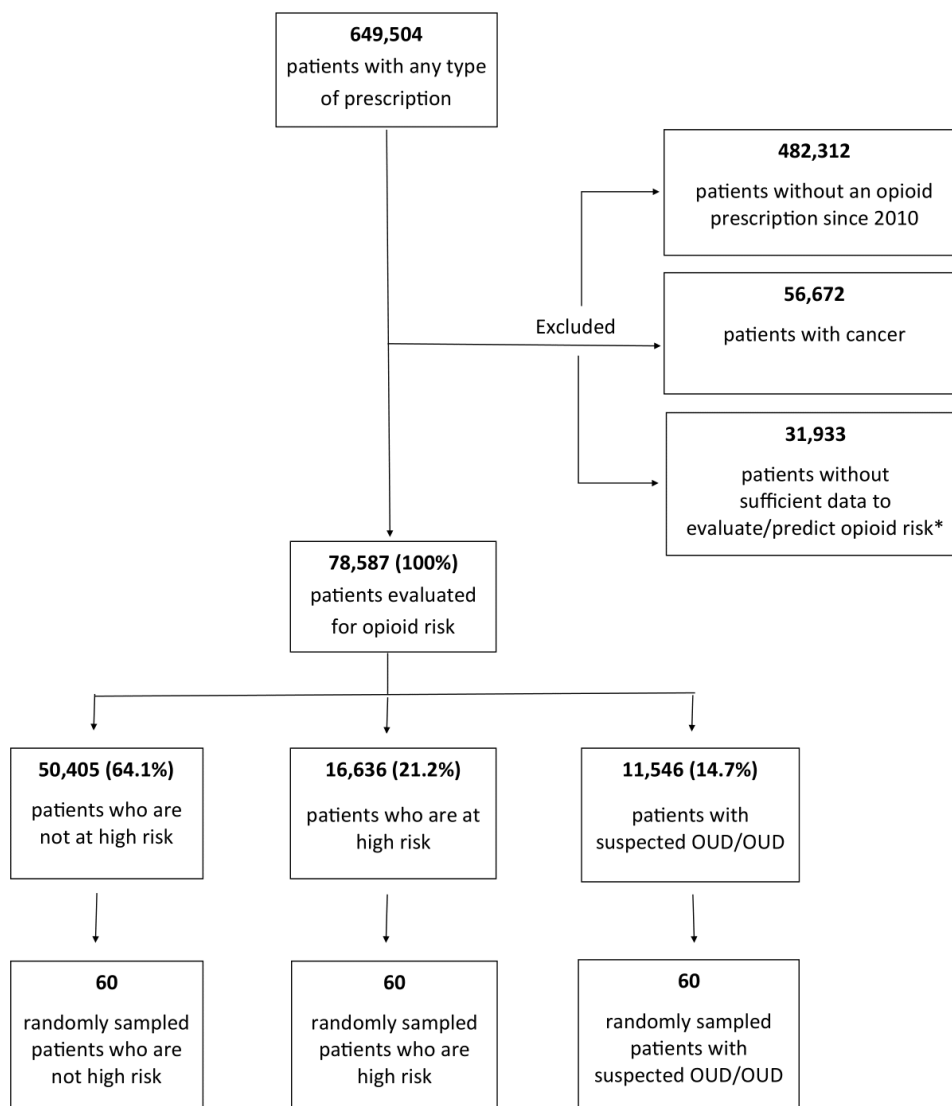 649,504
patients with any type
of prescription
482,312
patients without an opioid
prescription since 2010
Excluded
56,672
patients with cancer
31,933
patients without
sufficient data to
evaluate/predict opioid risk*
78,587 (100%)
patients evaluated
for opioid risk
50,405 (64.1%)
patients who are
not at high risk
16,636 (21.2%)
patients who are at
high risk
11,546 (14.7%)
patients with
suspected OUD/OUD
60
randomly sampled
patients who are
not high risk
60
randomly sampled
patients who are
high risk
60
randomly sampled
patients with
suspected OUD/OUD